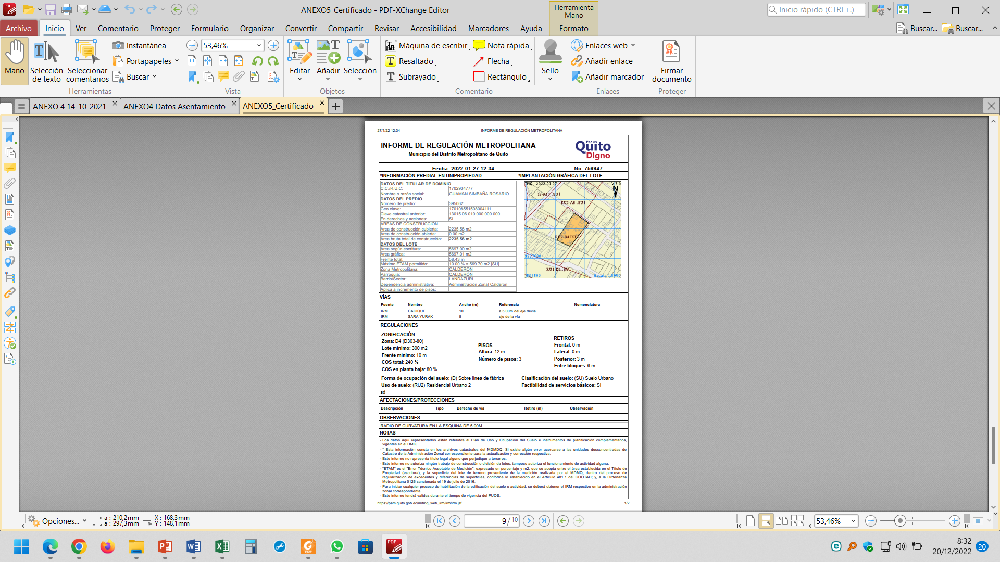 ANEXO5_Certificado - PDF-XChange Editor
Herramienta
Mano
Inicio rápido (CTRL+.)
Archivo Inicio Ver Comentario Proteger Formulario Organizar Convertir Compartir Revisar Accesibilidad Marcadores Ayuda Formato Buscar... Buscar...
Mano
Selección
de texto
Seleccionar
comentarios
Instantánea
Portapapeles
Buscar
Herramientas
53,46%
Vista
Editar Añadir Selección
Objetos
Máquina de escribir
Resaltado
Subrayado
Nota rápida
Flecha
Rectángulo
Comentario
Sello
Enlaces web
Añadir enlace
Añadir marcador
Enlaces
Firmar
documento
Proteger
ANEXO 4 14-10-2021 ANEXO4 Datos Asentamiento ANEXO5_Certificado
27/1/22 12:34 INFORME DE REGULACIÓN METROPOLITANA
INFORME DE REGULACIÓN METROPOLITANA
Municipio del Distrito Metropolitano de Quito
Por un
Quito
Digno
Fecha: 2022-01-27 12:34 No. 759947
*INFORMACIÓN PREDIAL EN UNIPROPIEDAD *IMPLANTACIÓN GRÁFICA DEL LOTE
DATOS DEL TITULAR DE DOMINIO
C.C./R.U.C: 1702934777
Nombre o razón social: GUAMAN SIMBAÑA ROSARIO
DATOS DEL PREDIO
Número de predio: 395062
Geo clave: 170108551508004111
Clave catastral anterior: 13015 06 010 000 000 000
En derechos y acciones: SI
ÁREAS DE CONSTRUCCIÓN
Área de construcción cubierta: 2235.56 m2
Área de construcción abierta: 0.00 m2
Área bruta total de construcción: 2235.56 m2
DATOS DEL LOTE
Área según escritura: 5697.00 m2
Área gráfica: 5697.01 m2
Frente total: 58.43 m
Máximo ETAM permitido: 10.00 % = 569.70 m2 [SU]
Zona Metropolitana: CALDERON
Parroquia: CALDERÓN
Barrio/Sector: LANDAZURI
Dependencia administrativa: Administración Zonal Calderón
Aplica a incremento de pisos:
TMQ - 2022-01-27 V 7.0
N
RU3-A8 [SU]
RU2-D4 [SU]
RU1-D4 [SU]
Escala 1:5000
VÍAS
Fuente Nombre Ancho (m) Referencia Nomenclatura
IRM CACIQUE 10 a 5.00m del eje devia
IRM SARA YURAK 8 eje de la vía
REGULACIONES
ZONIFICACIÓN
Zona: D4 (D303-80)
Lote mínimo: 300 m2
Frente mínimo: 10 m
COS total: 240 %
COS en planta baja: 80 %
PISOS
Altura: 12 m
Número de pisos: 3
RETIROS
Frontal: 0 m
Lateral: 0 m
Posterior: 3 m
Entre bloques: 6 m
Forma de ocupación del suelo: (D) Sobre línea de fábrica Clasificación del suelo: (SU) Suelo Urbano
Uso de suelo: (RU2) Residencial Urbano 2 Factibilidad de servicios básicos: SI
sd
AFECTACIONES/PROTECCIONES
Descripción Tipo Derecho de vía Retiro (m) Observación
OBSERVACIONES
RADIO DE CURVATURA EN LA ESQUINA DE 5.00M
NOTAS
- Los datos aquí representados están referidos al Plan de Uso y Ocupación del Suelo e instrumentos de planificación complementarios,
vigentes en el DMQ.
- * Esta información consta en los archivos catastrales del MDMDQ. Si existe algún error acercarse a las unidades desconcentradas de
Catastro de la Administración Zonal correspondiente para la actualización y corrección respectiva.
- Este informe no representa título legal alguno que perjudique a terceros.
- Este informe no autoriza ningún trabajo de construcción o división de lotes, tampoco autoriza el funcionamiento de actividad alguna.
- "ETAM" es el "Error Técnico Aceptable de Medición", expresado en porcentaje y m2, que se acepta entre el área establecida en el Título de
Propiedad (escritura), y la superficie del lote de terreno proveniente de la medición realizada por el MDMQ, dentro del proceso de
regularización de excedentes y diferencias de superficies, conforme lo establecido en el Artículo 481.1 del COOTAD; y, a la Ordenanza
Metropolitana 0126 sancionada el 19 de julio de 2016.
- Para iniciar cualquier proceso de habilitación de la edificación del suelo o actividad, se deberá obtener el IRM respectivo en la administración
zonal correspondiente.
- Este informe tendrá validez durante el tiempo de vigencia del PUOS.
https://pam.quito.gob.ec/mdmq_web_irm/irm/irm.jsf 1/2
Opciones...
a : 210,2mm
a : 297,3mm
X : 168,3mm
Y : 148,1mm
9 / 10
53,46%
8:32
20/12/2022
20